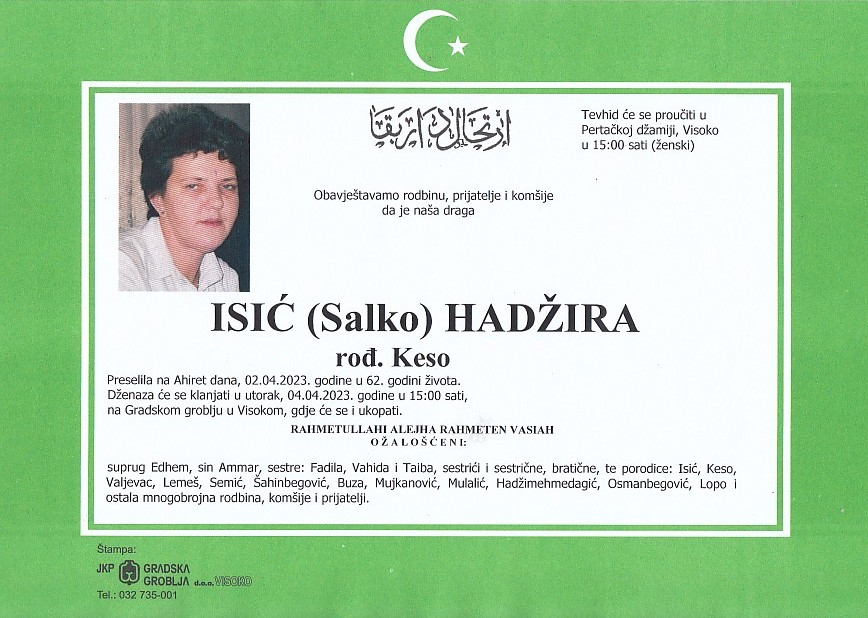 ارتحال دار بقا
Tevhid će se proučiti u
Pertačkoj džamiji, Visoko
u 15:00 sati (ženski)
Obavještavamo rodbinu, prijatelje i komšije
da je naša draga
ISIĆ (Salko) HADŽIRA
rođ. Keso
Preselila na Ahiret dana, 02.04.2023. godine u 62. godini života.
Dženaza će se klanjati u utorak, 04.04.2023. godine u 15:00 sati,
na Gradskom groblju u Visokom, gdje će se i ukopati.
RAHMETULLAHI ALEJHA RAHMETEN VASIAH
OŽALOŠĆENI:
suprug Edhem, sin Ammar, sestre: Fadila, Vahida i Taiba, sestrići i sestrične, bratične, te porodice: Isić, Keso,
Valjevac, Lemeš, Semić, Šahinbegović, Buza, Mujkanović, Mulalić, Hadžimehmedagić, Osmanbegović, Lopo i
ostala mnogobrojna rodbina, komšije i prijatelji.
Štampa:
JKP GRADSKA
GROBLJA d.o.o. VISOKO
Tel.: 032 735-001